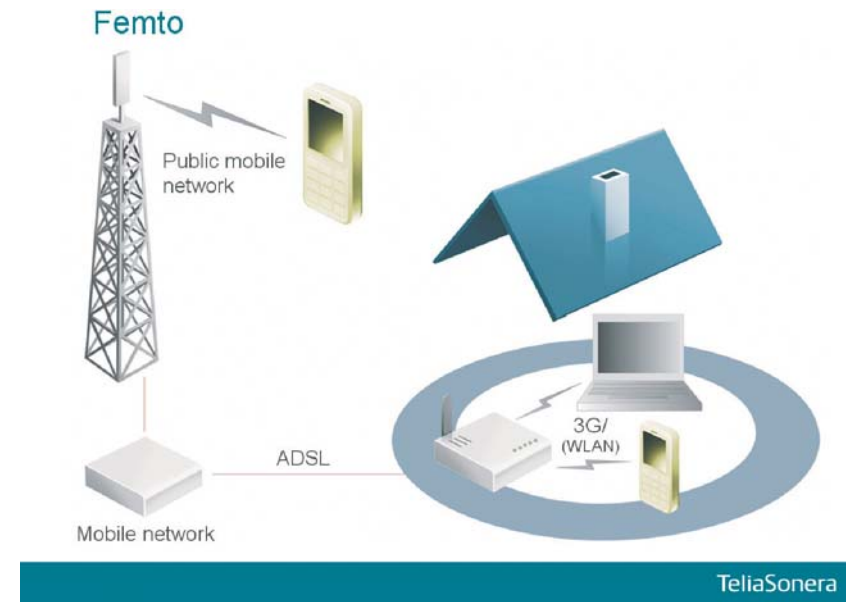 Femto
Public mobile
network
3G/
(WLAN)
ADSL
Mobile network
TeliaSonera